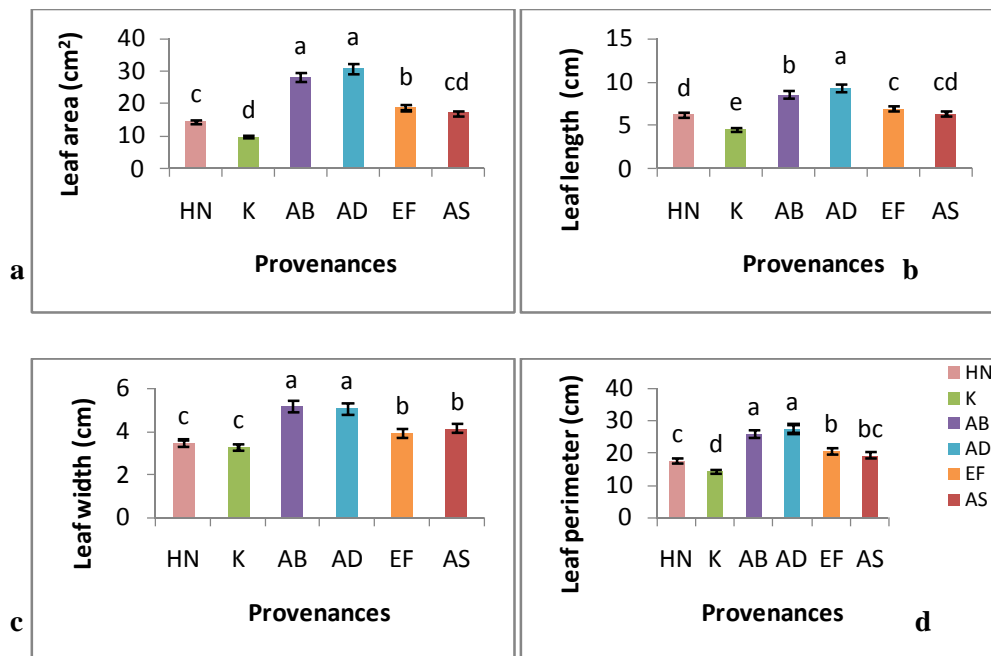 Leaf area (cm²)
40
30
20
10
0
c d a a b cd
HN K AB AD EF AS
Provenances
a
Leaf length (cm)
15
10
5
0
d e b a c cd
HN K AB AD EF AS
Provenances
b
Leaf width (cm)
6
4
2
0
c c a a b b
HN K AB AD EF AS
Provenances
c
Leaf perimeter (cm)
40
30
20
10
0
c d a a b bc
HN K AB AD EF AS
Provenances
d
HN
K
AB
AD
EF
AS